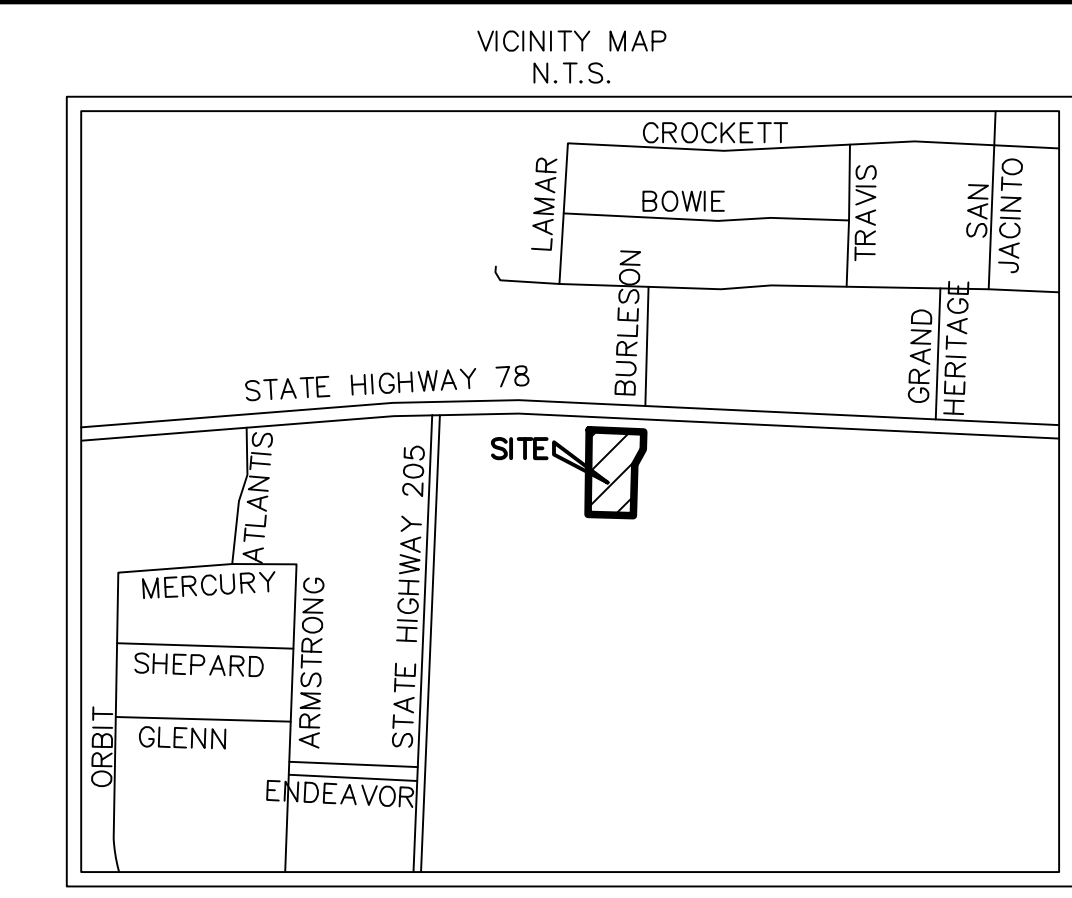 VICINITY MAP
N.T.S.
CROCKETT
LAMAR
BOWIE
TRAVIS
SAN
JACINTO
BURLESON
GRAND
HERITAGE
STATE HIGHWAY 78
SITE
ATLANTIS
STATE HIGHWAY 205
MERCURY
ARMSTRONG
SHEPARD
ORBIT
GLENN
ENDEAVOR